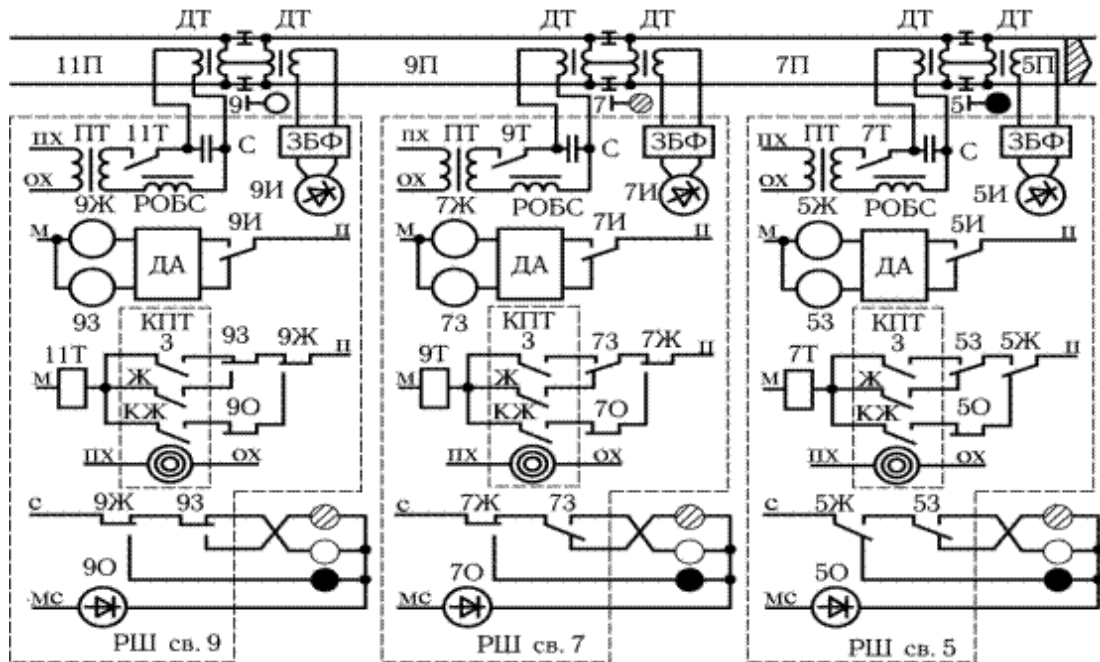 ДТ ДТ ДТ ДТ ДТ ДТ
11П 9П 7П 5П
9 7 5
ПХ ПТ 11Т С ЗБФ ПХ ПТ 9Т С ЗБФ ПХ ПТ 7Т С ЗБФ
ОХ РОБС 9И ОХ РОБС 7И ОХ РОБС 5И
9Ж 9И 7Ж 7И 5Ж 5И
М ДА П М ДА П М ДА П
93 КПТ 73 КПТ 53 КПТ
11Т З 93 9Ж П 9Т З 73 7Ж П 7Т З 53 5Ж П
М Ж М Ж М Ж
КЖ 9О КЖ 7О КЖ 5О
ПХ ОХ ПХ ОХ ПХ ОХ
С 9Ж 93 С 7Ж 73 С 5Ж 53
9О 7О 5О
МС МС МС
РШ св. 9 РШ св. 7 РШ св. 5